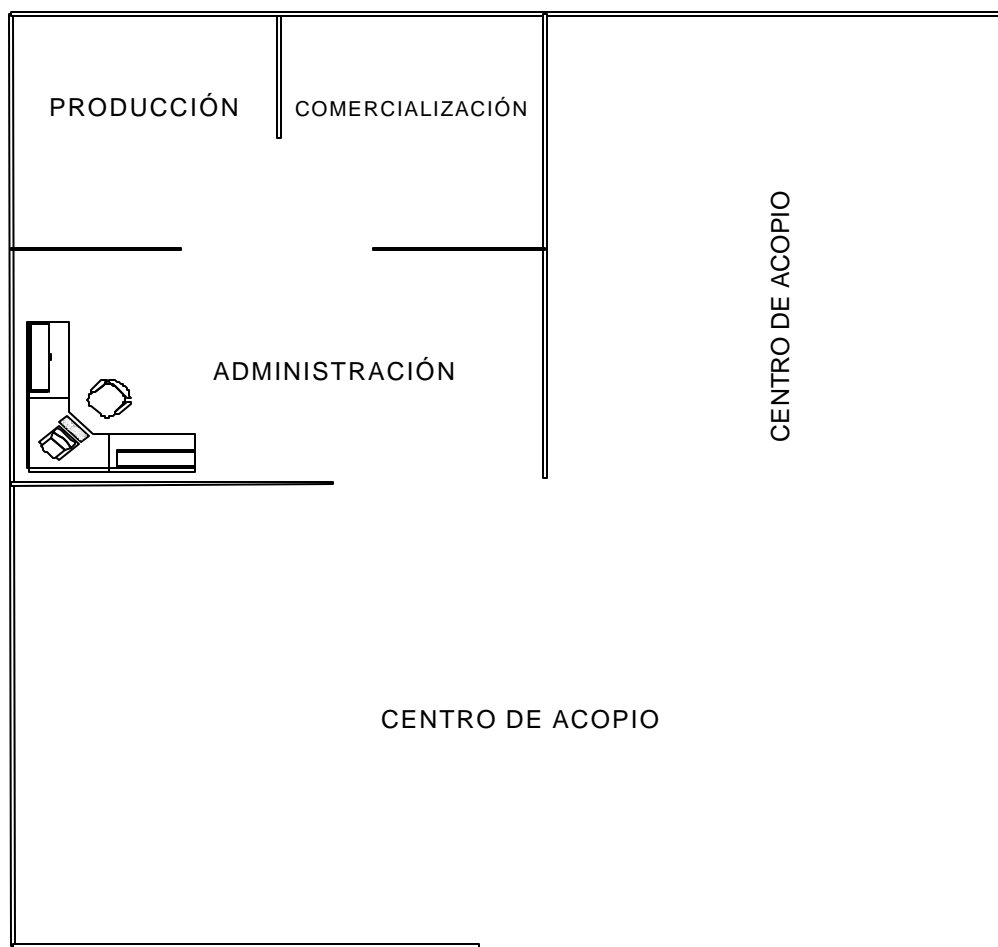 PRODUCCIÓN
COMERCIALIZACIÓN
CENTRO DE ACOPIO
ADMINISTRACIÓN
CENTRO DE ACOPIO